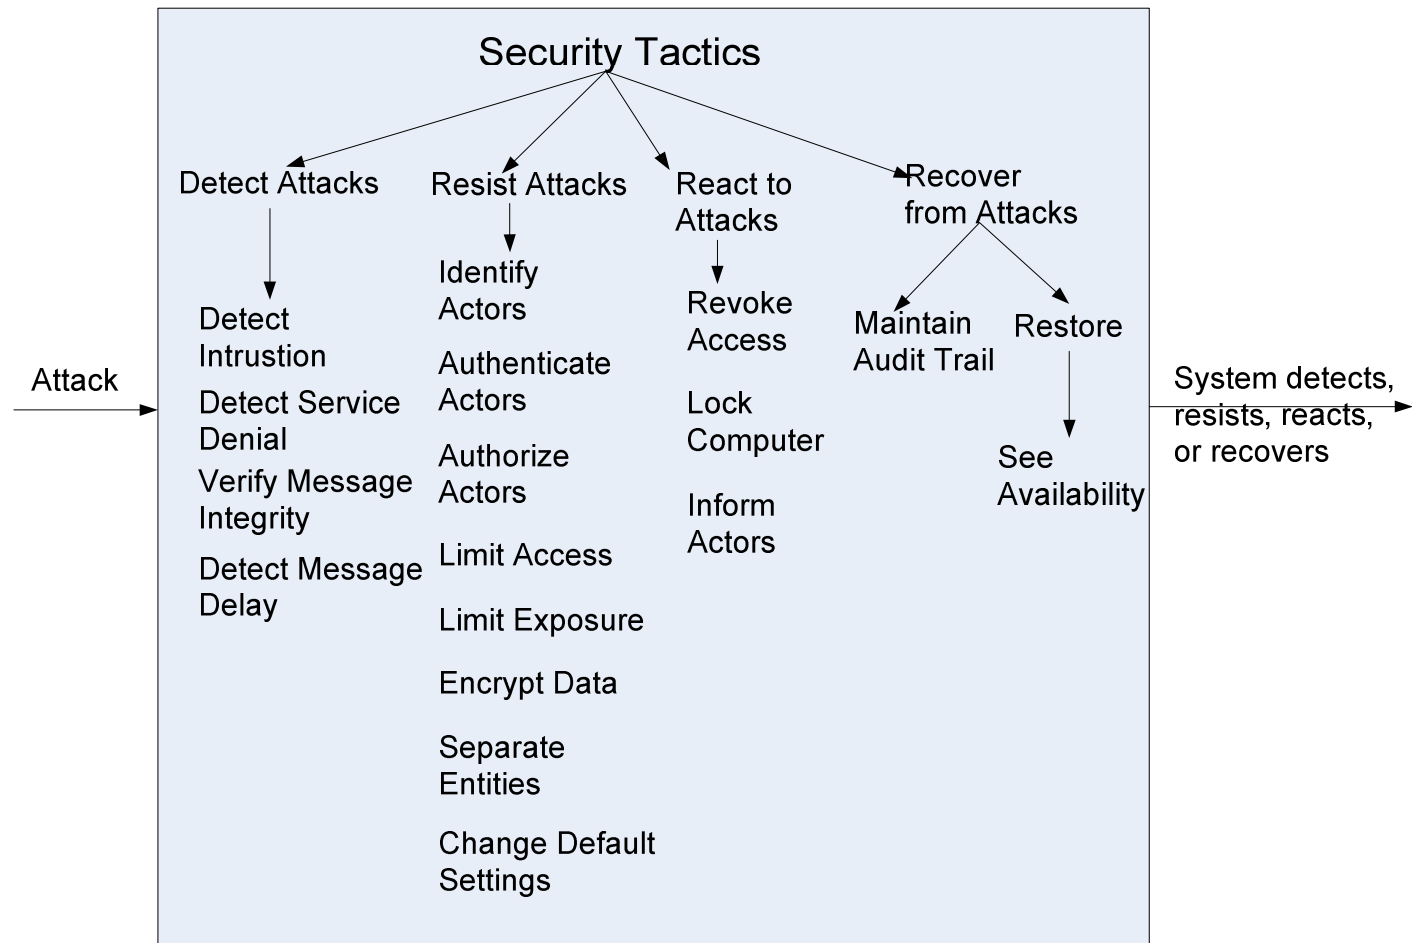 Security Tactics
Attack
Detect Attacks
Detect
Intrustion
Detect Service
Denial
Verify Message
Integrity
Detect Message
Delay
Resist Attacks
Identify
Actors
Authenticate
Actors
Authorize
Actors
Limit Access
Limit Exposure
Encrypt Data
Separate
Entities
Change Default
Settings
React to
Attacks
Revoke
Access
Lock
Computer
Inform
Actors
Recover
from Attacks
Maintain
Audit Trail
Restore
See
Availability
System detects,
resists, reacts,
or recovers